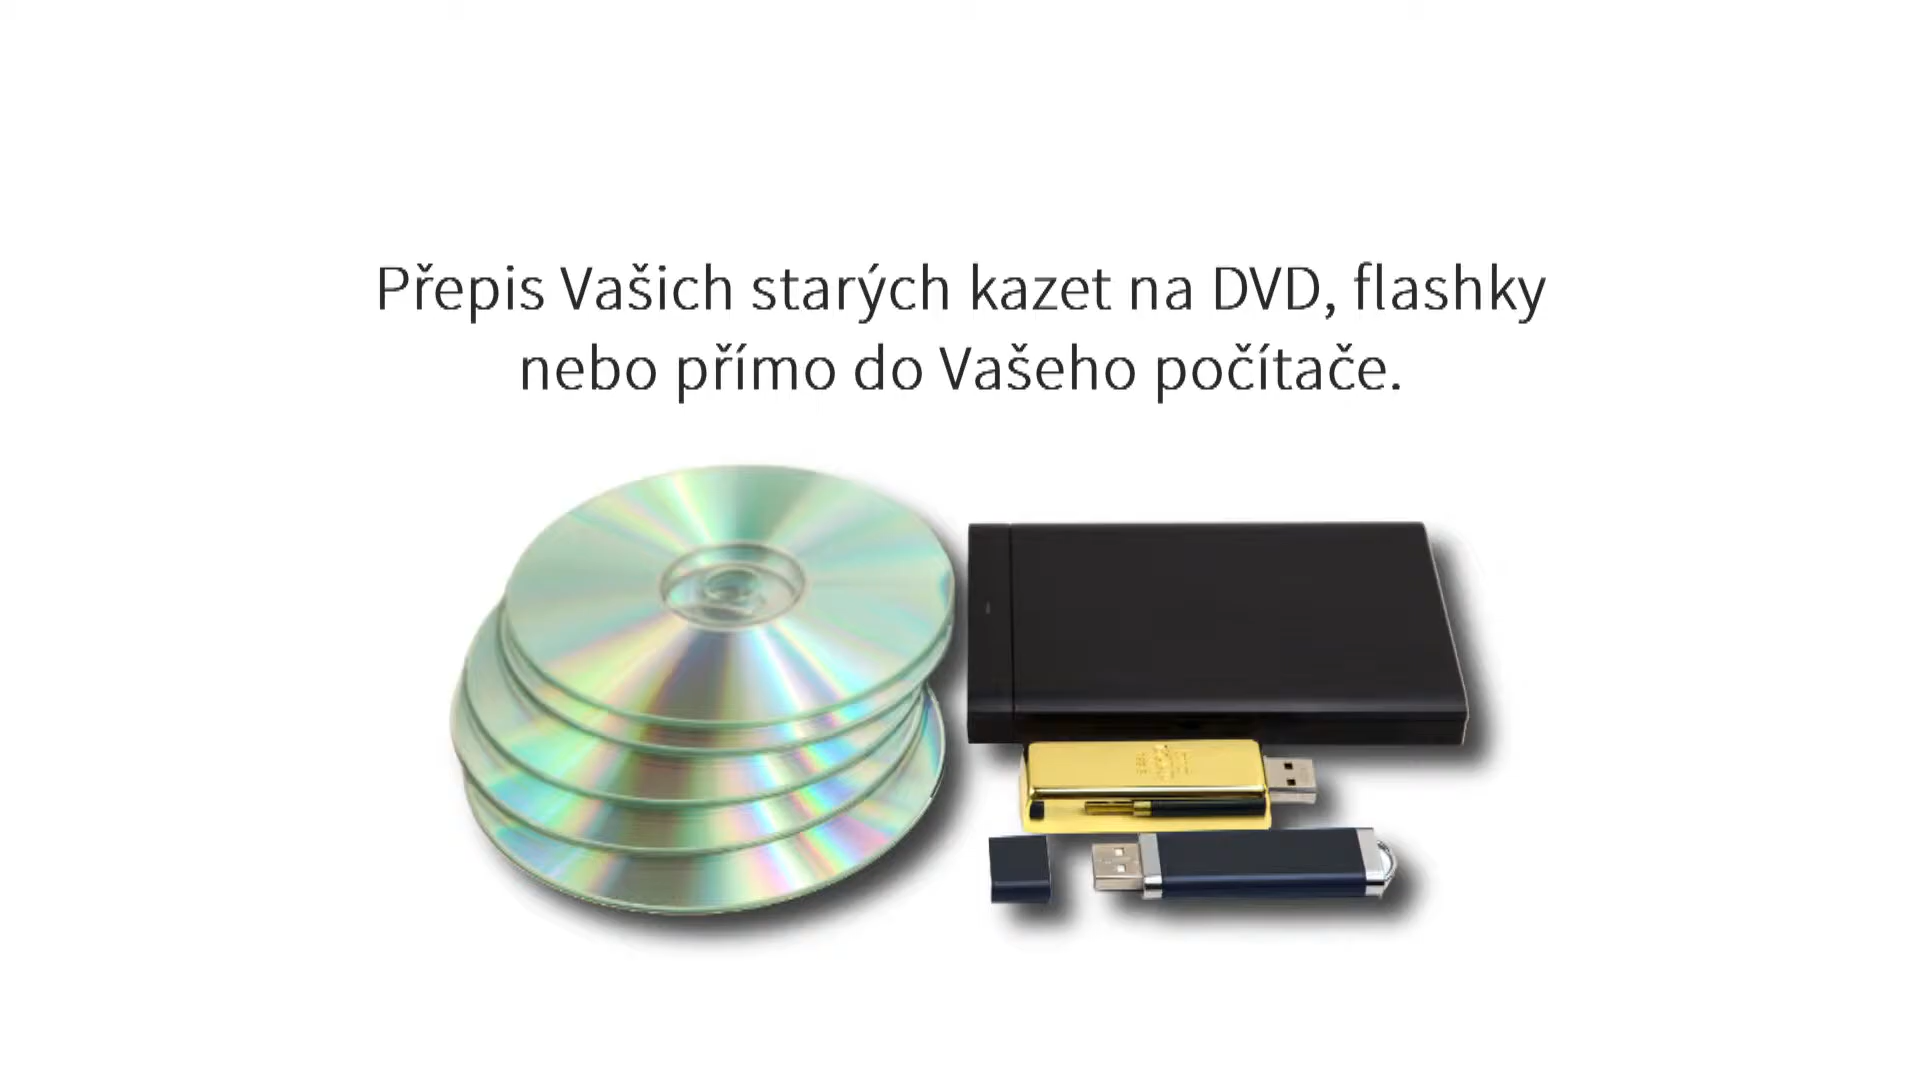 Přepis Vašich starých kazet na DVD, flashky
nebo přímo do Vašeho počítače.